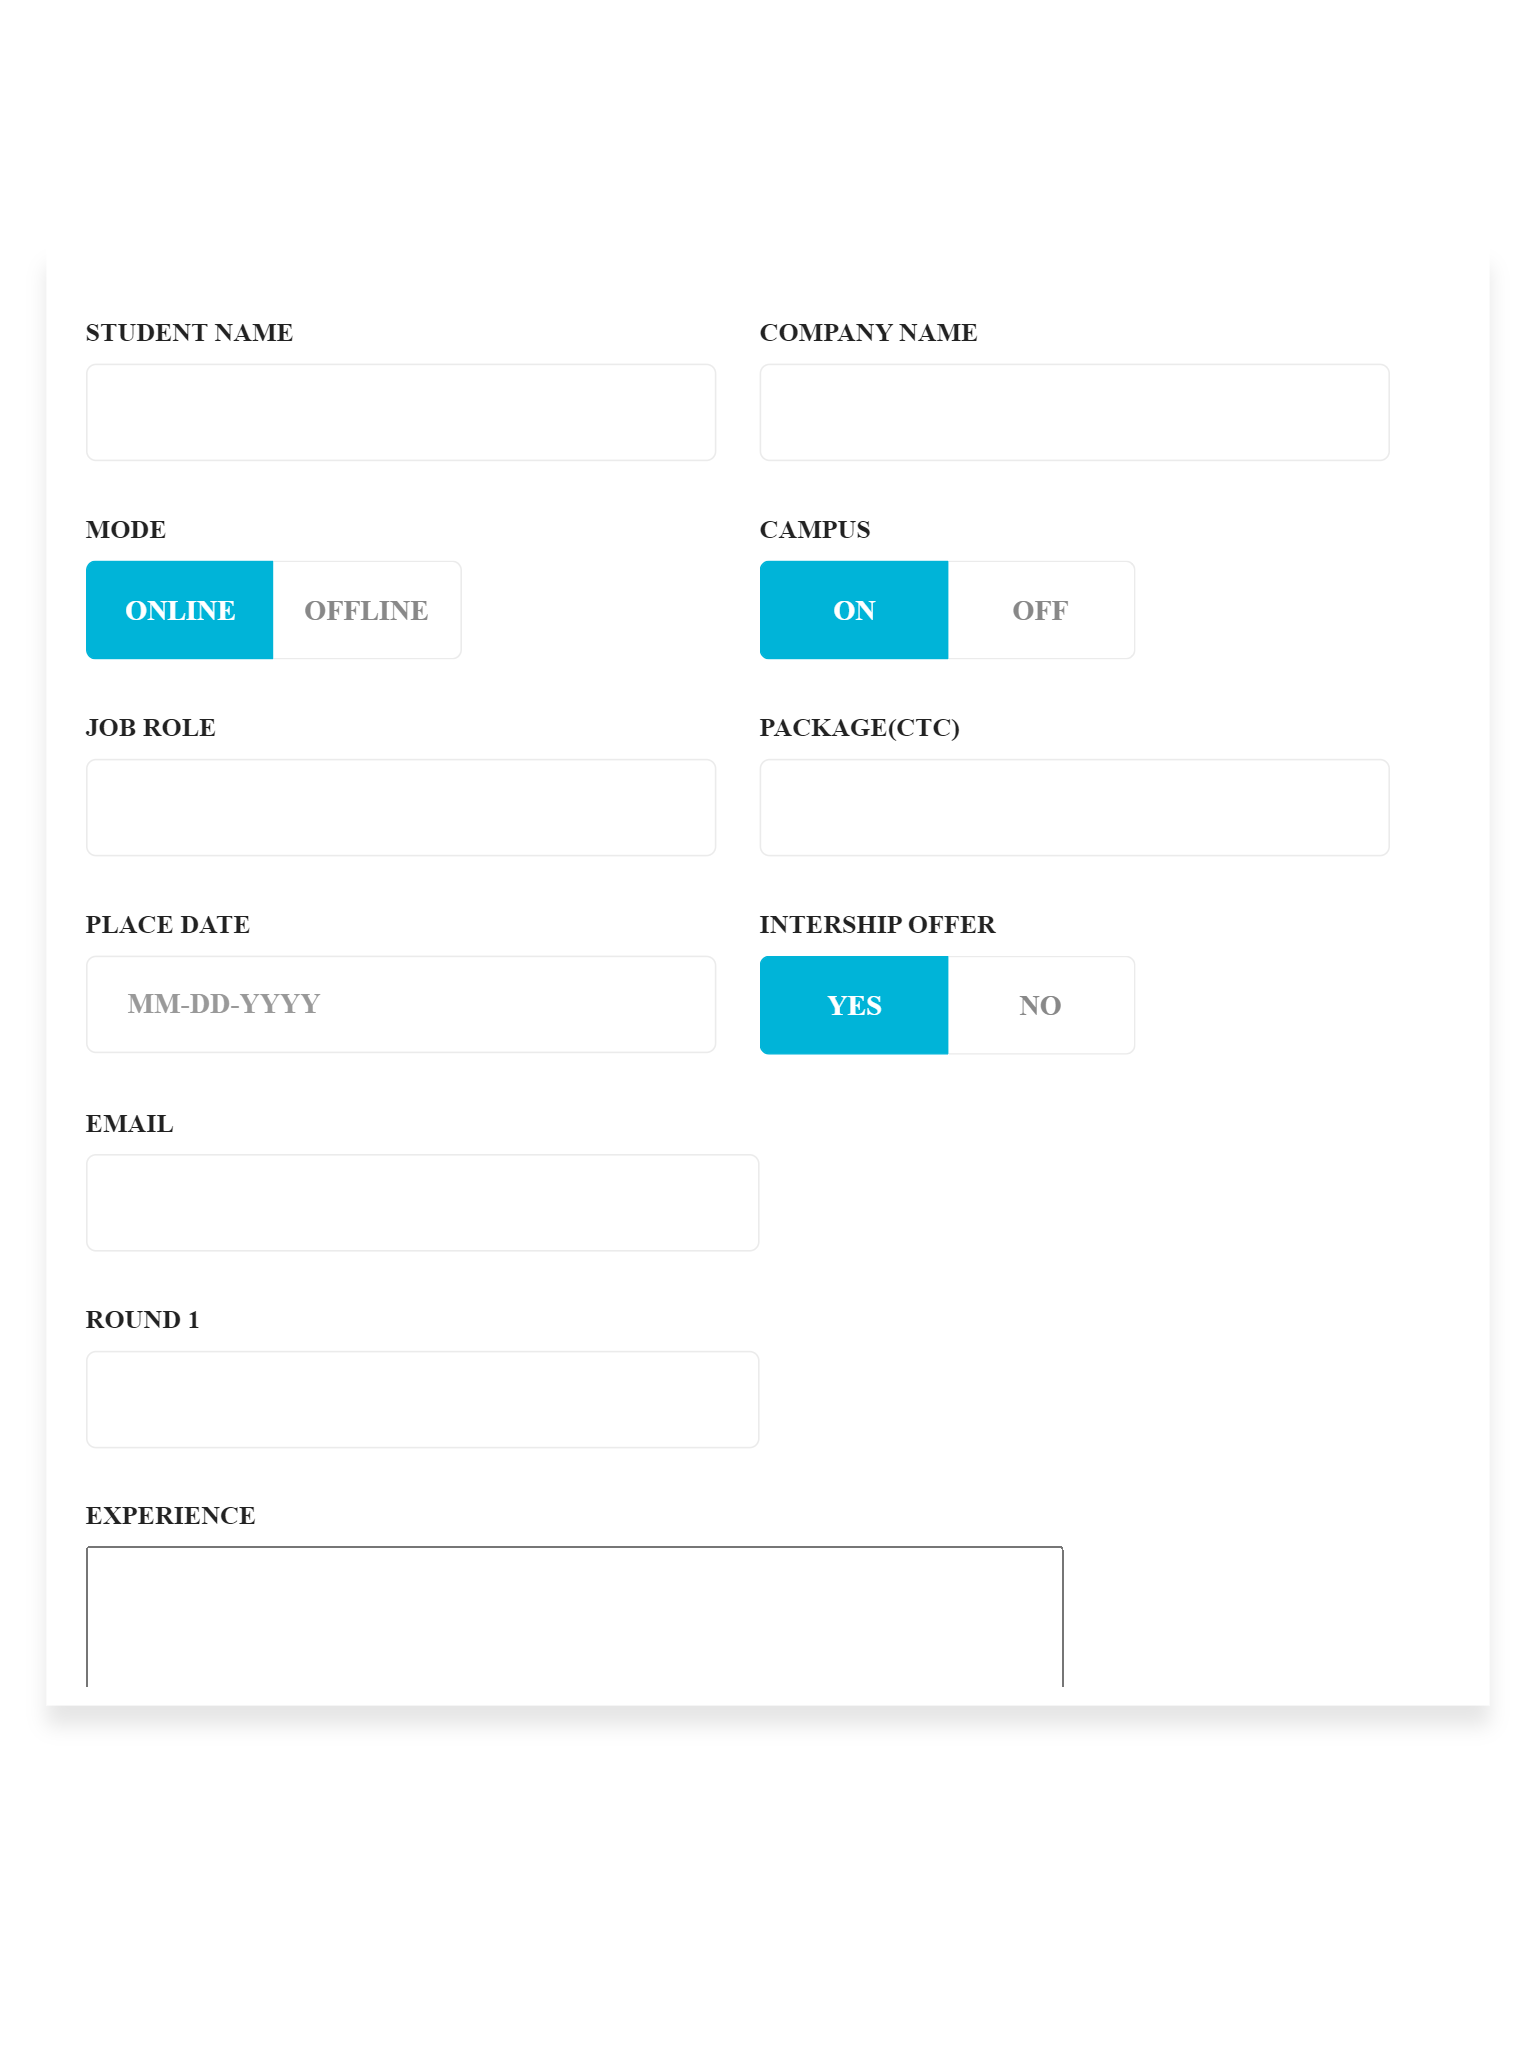 STUDENT NAME
COMPANY NAME
MODE
CAMPUS
ONLINE OFFLINE
ON OFF
JOB ROLE
PACKAGE(CTC)
PLACE DATE
INTERSHIP OFFER
MM-DD-YYYY
YES NO
EMAIL
ROUND 1
EXPERIENCE